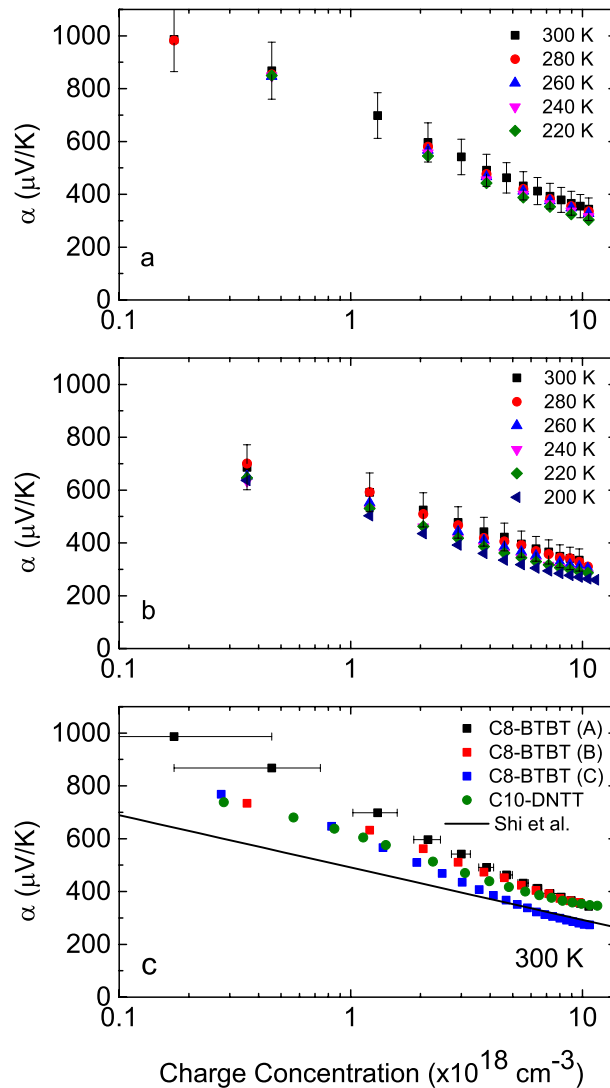 1000
800
600
400
200
0
α (μV/K)
300 K
280 K
260 K
240 K
220 K
a
0.1
1
10
1000
800
600
400
200
0
α (μV/K)
300 K
280 K
260 K
240 K
220 K
200 K
b
0.1
1
10
1000
800
600
400
200
0
α (μV/K)
C8-BTBT (A)
C8-BTBT (B)
C8-BTBT (C)
C10-DNTT
Shi et al.
c
300 K
0.1
1
10
Charge Concentration (x10¹⁸ cm⁻³)